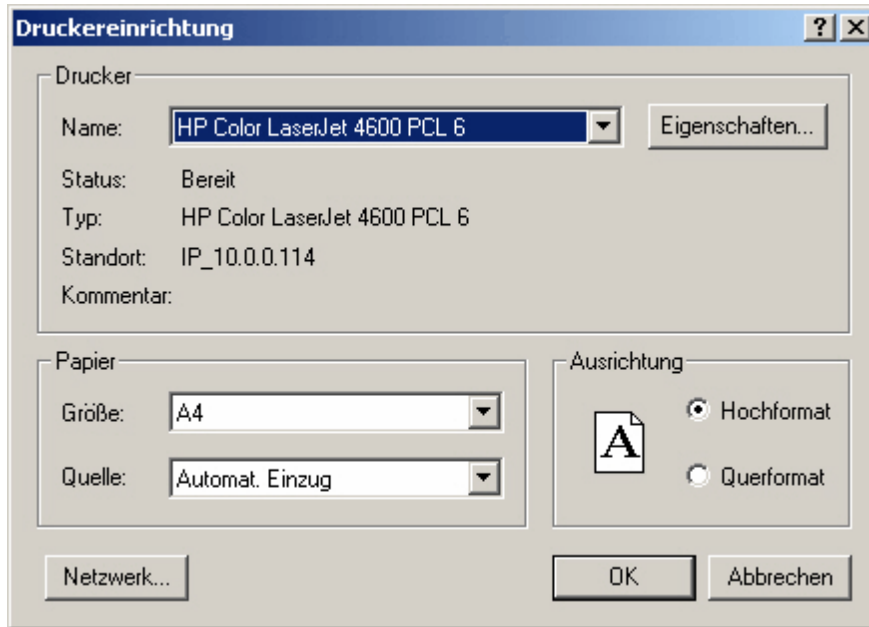 Druckereinrichtung
Drucker
Name: HP Color LaserJet 4600 PCL 6 Eigenschaften...
Status: Bereit
Typ: HP Color LaserJet 4600 PCL 6
Standort: IP_10.0.0.114
Kommentar:
Papier
Größe: A4
Quelle: Automat. Einzug
Ausrichtung
A
Hochformat
Querformat
Netzwerk... OK Abbrechen